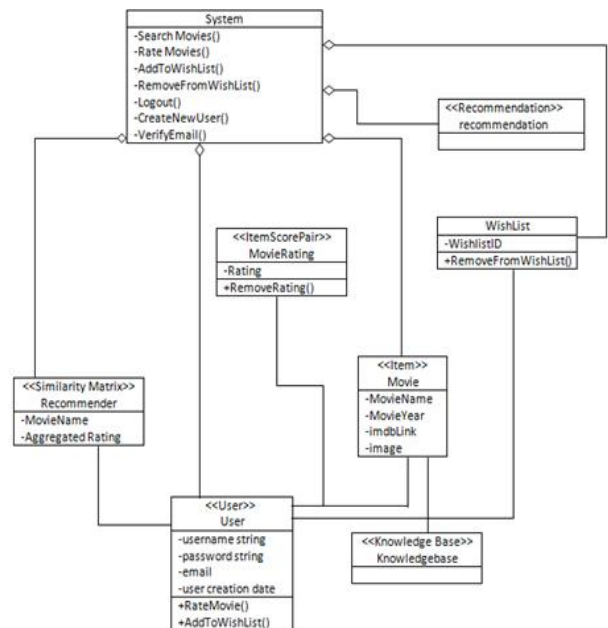 System
-Search Movies()
-Rate Movies()
-AddToWishList()
-RemoveFromWishList()
-Logout()
-CreateNewUser()
-VerifyEmail()
<<Recommendation>>
recommendation
<<ItemScorePair>>
MovieRating
-Rating
+RemoveRating()
WishList
-WishlistID
+RemoveFromWishList()
<<Item>>
Movie
-MovieName
-MovieYear
-imdbLink
-image
<<Similarity Matrix>>
Recommender
-MovieName
-Aggregated Rating
<<User>>
User
-username string
-password string
-email
-user creation date
+RateMovie()
+AddToWishList()
<<Knowledge Base>>
Knowledgebase